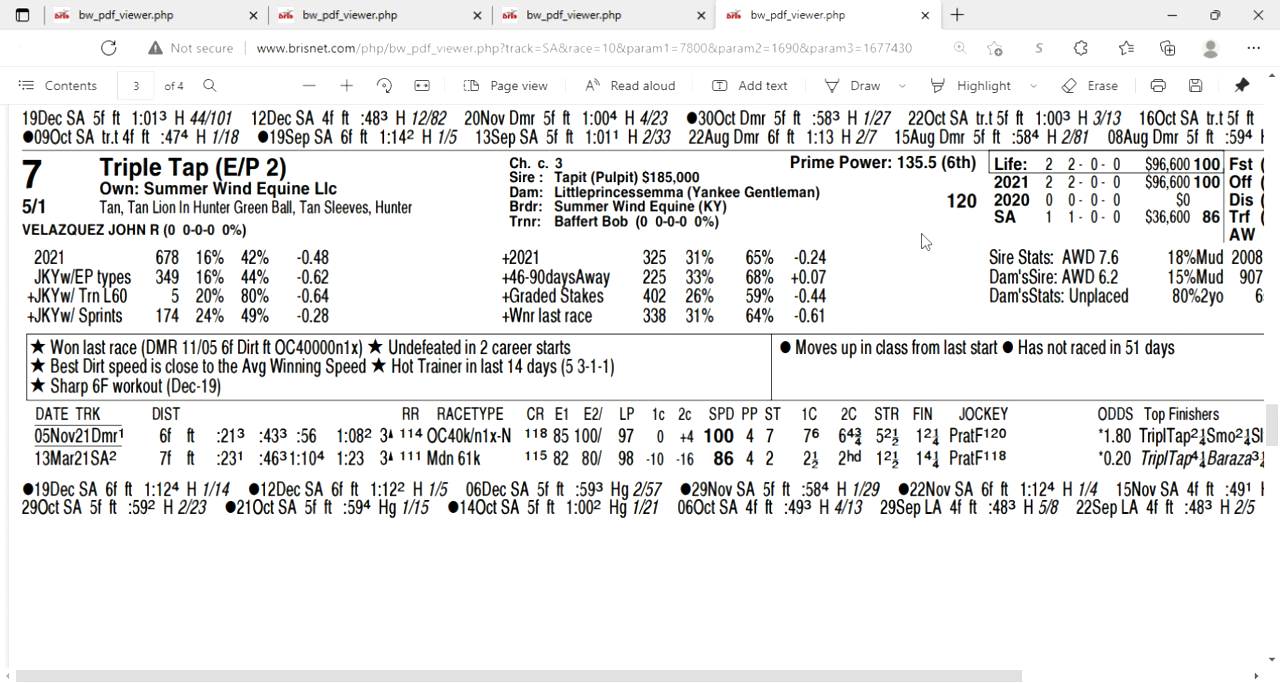 bw_pdf_viewer.php bw_pdf_viewer.php bw_pdf_viewer.php bw_pdf_viewer.php
Not secure www.brisnet.com/php/bw_pdf_viewer.php?track=SA&race=10&param1=7800&param2=1690&param3=1677430
Contents 3 of 4 Page view Read aloud Add text Draw Highlight Erase
19Dec SA 5f ft 1:01³ H 44/101 12Dec SA 4f ft :48³ H 12/82 20Nov Dmr 5f ft 1:00⁴ H 4/23 ●30Oct Dmr 5f ft :58³ H 1/27 22Oct SA tr.t 5f ft 1:00³ H 3/13 16Oct SA tr.t 5f ft
●09Oct SA tr.t 4f ft :47⁴ H 1/18 ●19Sep SA 6f ft 1:14² H 1/5 13Sep SA 5f ft 1:01¹ H 2/33 22Aug Dmr 6f ft 1:13 H 2/7 15Aug Dmr 5f ft :58⁴ H 2/81 08Aug Dmr 5f ft :59⁴
7 Triple Tap (E/P 2)
Own: Summer Wind Equine Llc
5/1 Tan, Tan Lion In Hunter Green Ball, Tan Sleeves, Hunter
VELAZQUEZ JOHN R (0 0-0-0 0%)
Ch. c. 3
Sire : Tapit (Pulpit) $185,000
Dam: Littleprincessemma (Yankee Gentleman)
Brdr: Summer Wind Equine (KY)
Trnr: Baffert Bob (0 0-0-0 0%)
Prime Power: 135.5 (6th)
120
Life: 2 2- 0- 0 $96,600 100 Fst (
2021 2 2- 0- 0 $96,600 100 Off (
2020 0 0- 0- 0 $0 Dis (
SA 1 1- 0- 0 $36,600 86 Trf (
AW
2021 678 16% 42% -0.48 +2021 325 31% 65% -0.24 Sire Stats: AWD 7.6 18%Mud 2008
JKYw/EP types 349 16% 44% -0.62 +46-90daysAway 225 33% 68% +0.07 Dam'sSire: AWD 6.2 15%Mud 907
+JKYw/ Trn L60 5 20% 80% -0.64 +Graded Stakes 402 26% 59% -0.44 Dam'sStats: Unplaced 80%2yo
+JKYw/ Sprints 174 24% 49% -0.28 +Wnr last race 338 31% 64% -0.61
★ Won last race (DMR 11/05 6f Dirt ft OC40000n1x) ★ Undefeated in 2 career starts ● Moves up in class from last start ● Has not raced in 51 days
★ Best Dirt speed is close to the Avg Winning Speed ★ Hot Trainer in last 14 days (5 3-1-1)
★ Sharp 6F workout (Dec-19)
DATE TRK DIST RR RACETYPE CR E1 E2/ LP 1c 2c SPD PP ST 1C 2C STR FIN JOCKEY ODDS Top Finishers
05Nov21Dmr¹ 6f ft :21³ :43³ :56 1:08² 3▲ 114 OC40k/n1x-N 118 85 100/ 97 0 +4 100 4 7 7⁶ 6⁴¾ 5²½ 1²¼ PratF¹²⁰ *1.80 TriplTap²¼Smo²¼Sl
13Mar21SA² 7f ft :23¹ :46³ 1:10⁴ 1:23 3▲ 111 Mdn 61k 115 82 80/ 98 -10 -16 86 4 2 2½ 2ʰᵈ 1²½ 1⁴¼ PratF¹¹⁸ *0.20 TriplTap⁴¼Baraza³¼
●19Dec SA 6f ft 1:12⁴ H 1/14 ●12Dec SA 6f ft 1:12² H 1/5 06Dec SA 5f ft :59³ Hg 2/57 ●29Nov SA 5f ft :58⁴ H 1/29 ●22Nov SA 6f ft 1:12⁴ H 1/4 15Nov SA 4f ft :49¹
29Oct SA 5f ft :59² H 2/23 ●21Oct SA 5f ft :59⁴ Hg 1/15 ●14Oct SA 5f ft 1:00² Hg 1/21 06Oct SA 4f ft :49³ H 4/13 29Sep LA 4f ft :48³ H 5/8 22Sep LA 4f ft :48³ H 2/5